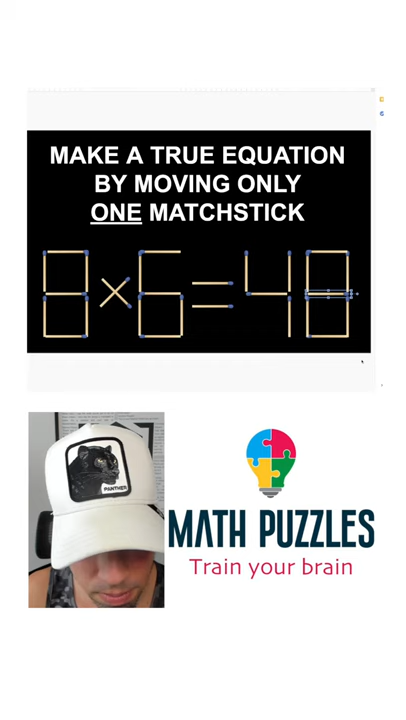 MAKE A TRUE EQUATION
BY MOVING ONLY
ONE MATCHSTICK
8×6=48
PANTHER
MATH PUZZLES
Train your brain